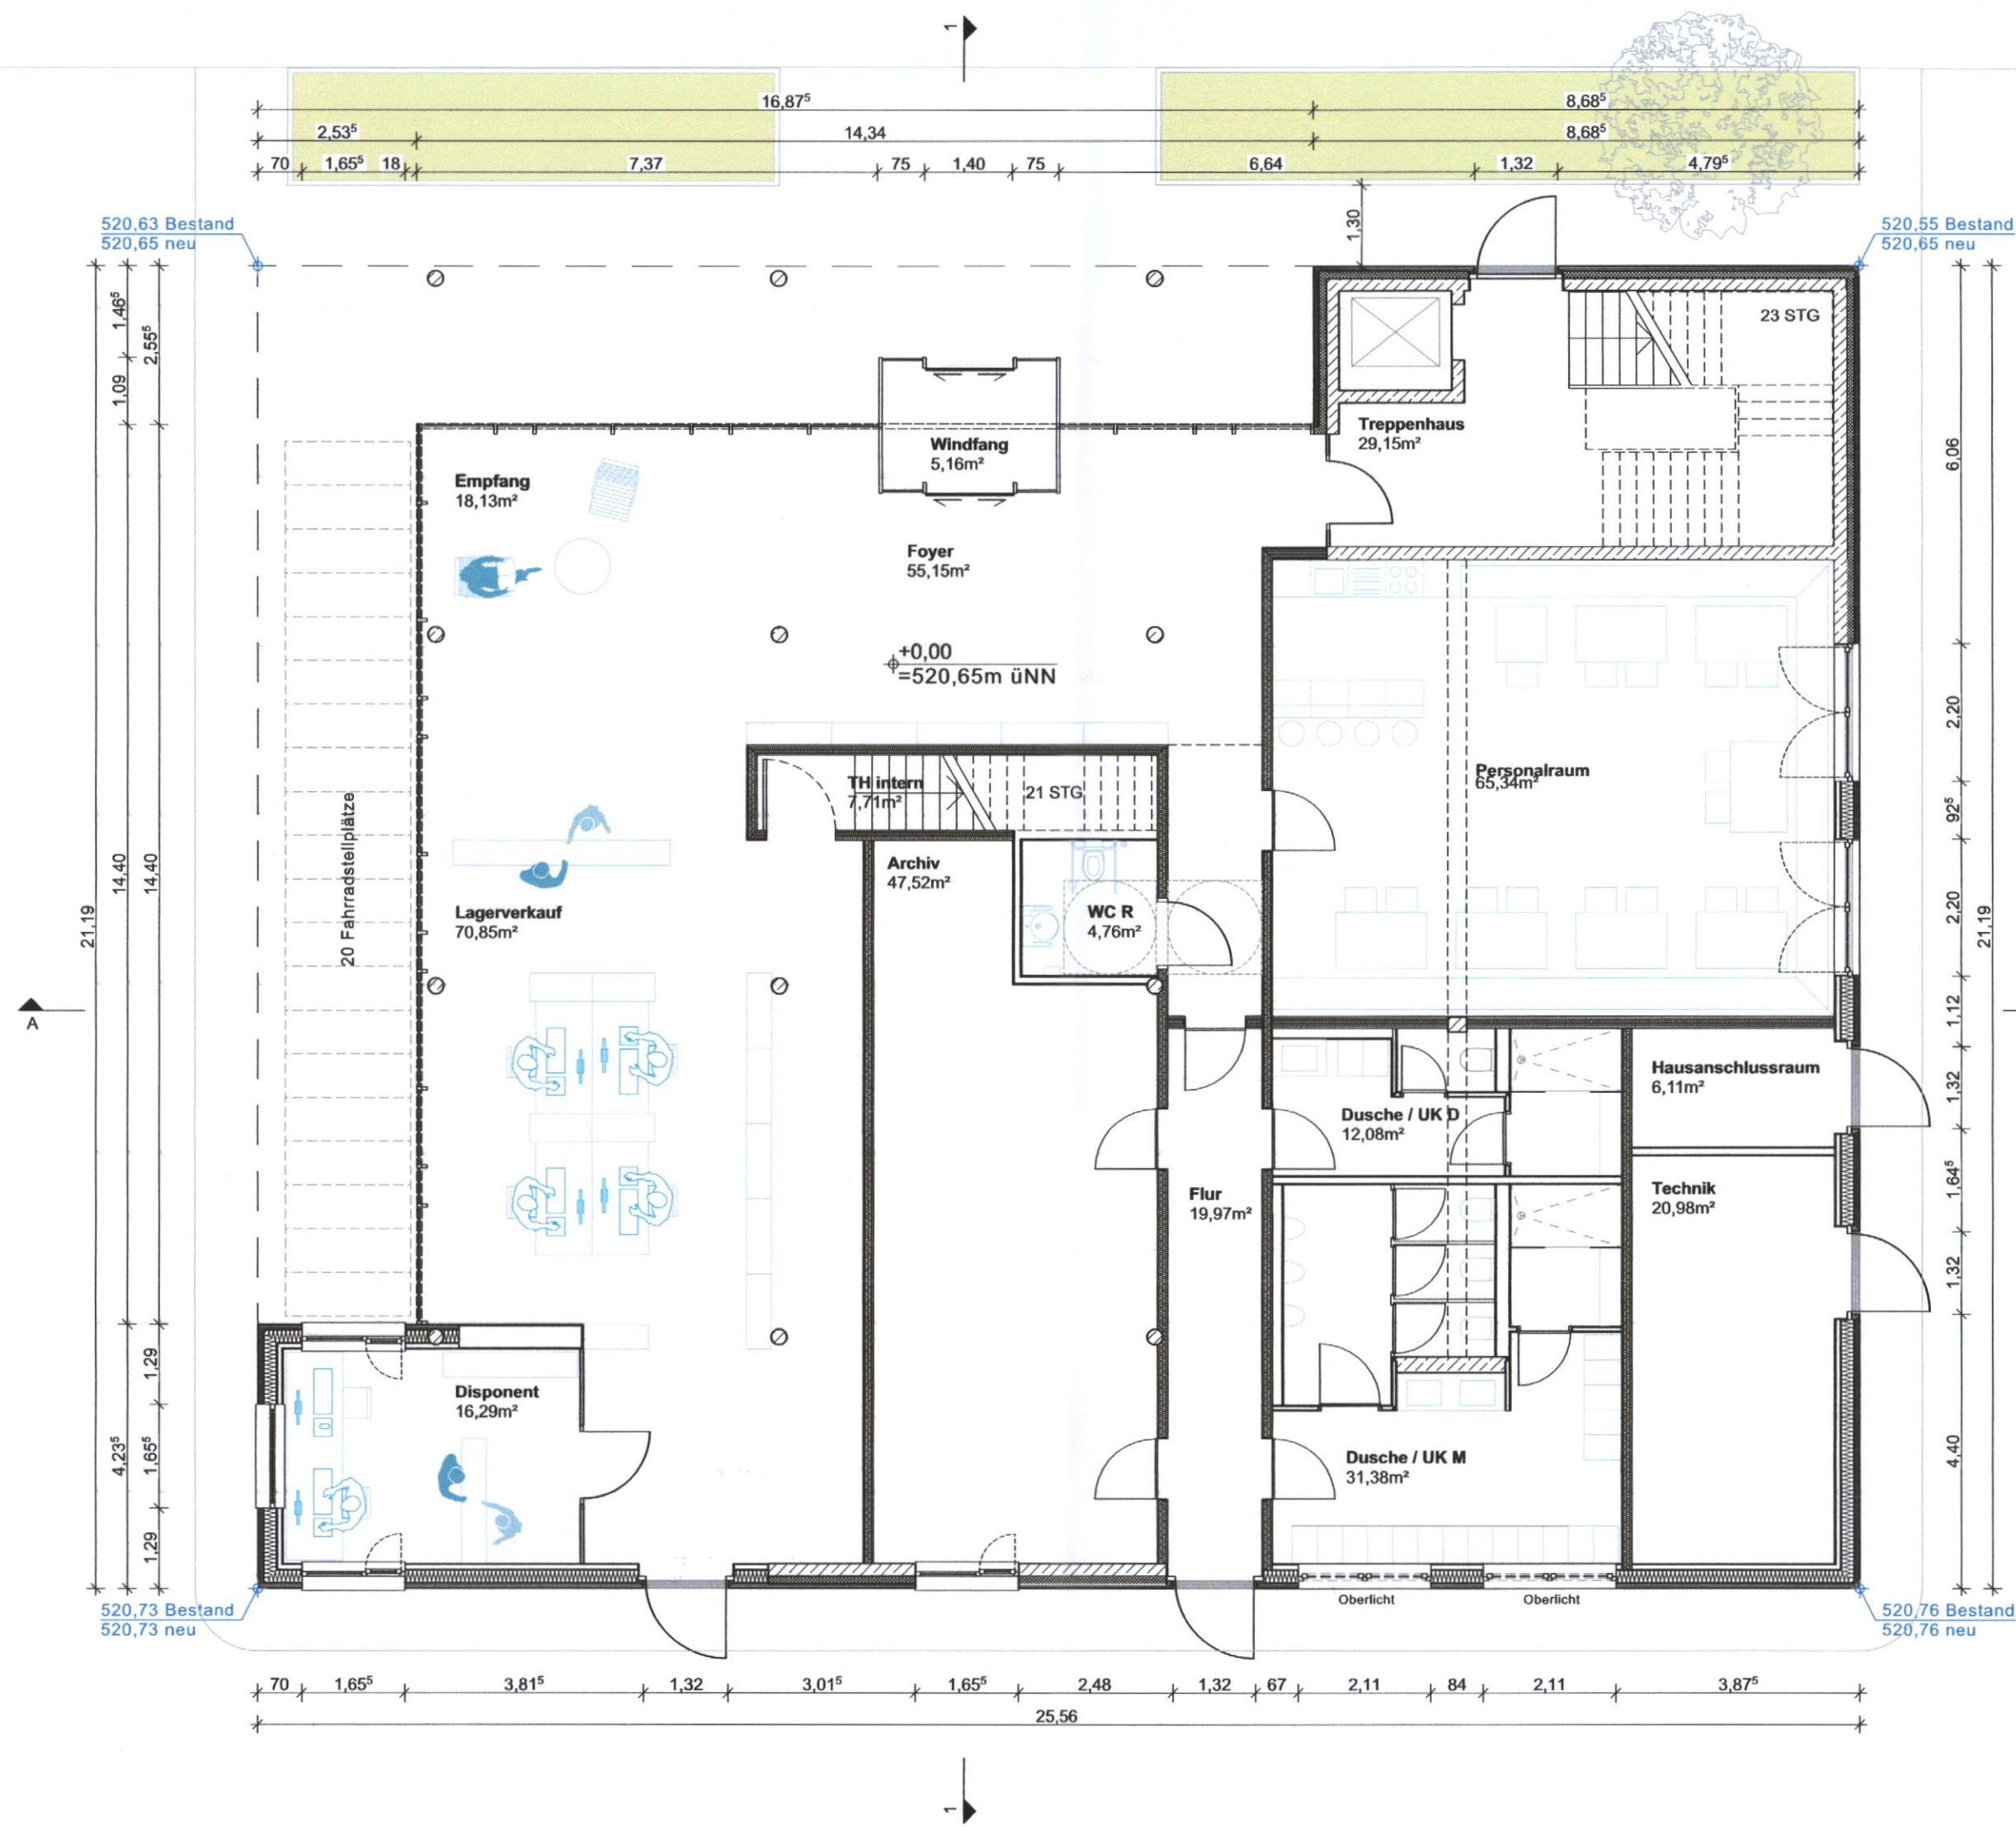 1
16,87⁵
8,68⁵
2,53⁵
14,34
8,68⁵
70
1,65⁵
18
7,37
75
1,40
75
6,64
1,32
4,79⁵
1,30
520,63 Bestand
520,65 neu
520,55 Bestand
520,65 neu
1,46⁵
2,55⁵
1,09
23 STG
Treppenhaus
29,15m²
Windfang
5,16m²
Empfang
18,13m²
6,06
Foyer
55,15m²
+0,00
=520,65m üNN
2,20
Personalraum
65,34m²
TH intern
7,71m²
21 STG
92⁵
20 Fahrradstellplätze
14,40
14,40
21,19
Archiv
47,52m²
Lagerverkauf
70,85m²
WC R
4,76m²
2,20
21,19
A
1,12
Hausanschlussraum
6,11m²
1,32
Dusche / UK D
12,08m²
1,64⁵
Flur
19,97m²
Technik
20,98m²
1,32
1,29
Disponent
16,29m²
4,23⁵
1,65⁵
Dusche / UK M
31,38m²
4,40
1,29
Oberlicht
Oberlicht
520,73 Bestand
520,73 neu
520,76 Bestand
520,76 neu
70
1,65⁵
3,81⁵
1,32
3,01⁵
1,65⁵
2,48
1,32
67
2,11
84
2,11
3,87⁵
25,56
1